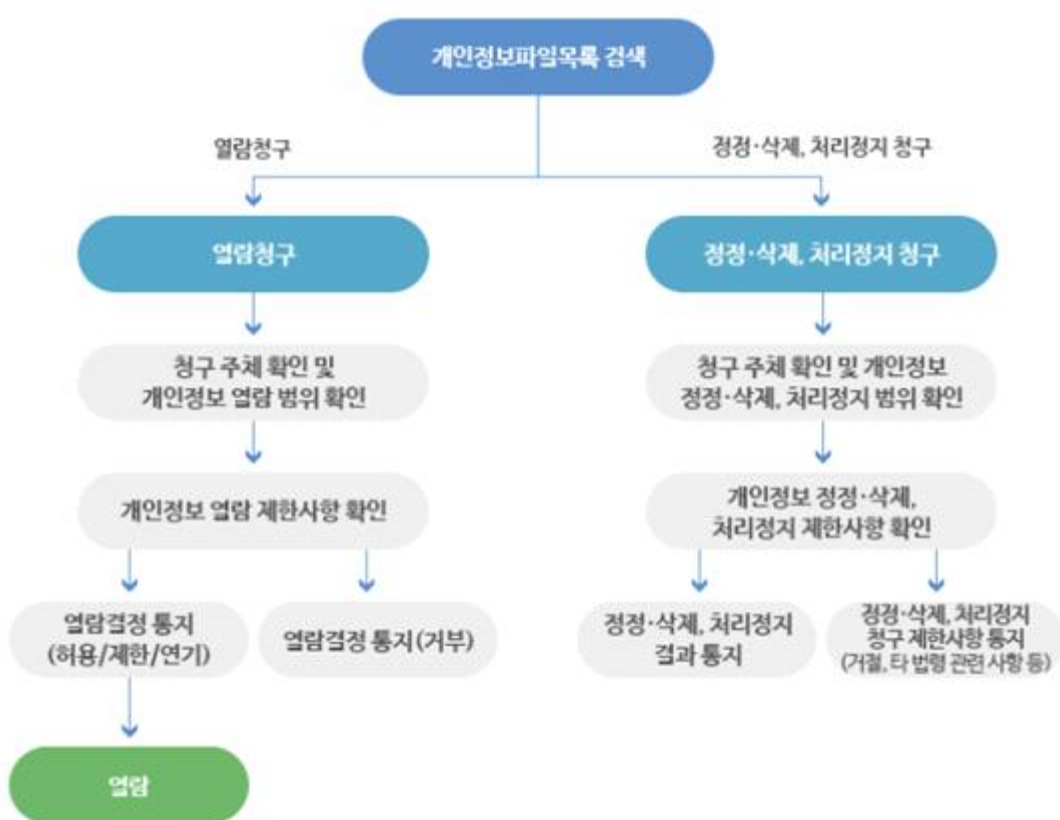 개인정보파일목록 검색
열람청구
정정·삭제, 처리정지 청구
열람청구
정정·삭제, 처리정지 청구
청구 주체 확인 및
개인정보 열람 범위 확인
청구 주체 확인 및 개인정보
정정·삭제, 처리정지 범위 확인
개인정보 열람 제한사항 확인
개인정보 정정·삭제,
처리정지 제한사항 확인
열람결정 통지
(허용/제한/연기)
열람결정 통지(거부)
정정·삭제, 처리정지
결과 통지
정정·삭제, 처리정지
청구 제한사항 통지
(거절, 타 법령 관련 사항 등)
열람